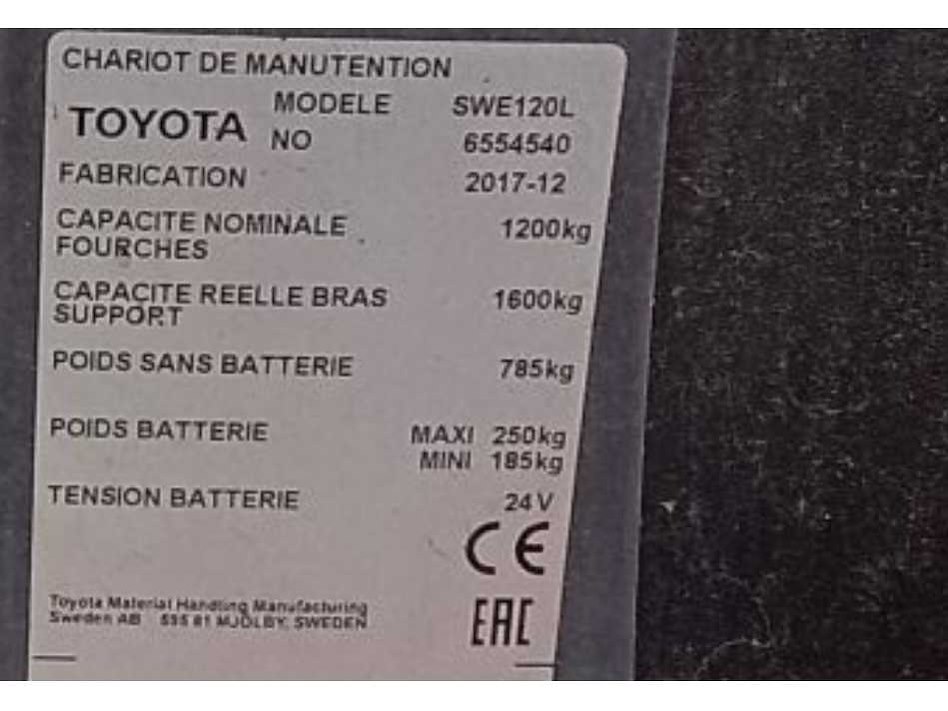 CHARIOT DE MANUTENTION
TOYOTA MODELE SWE120L
NO 6554540
FABRICATION 2017-12
CAPACITE NOMINALE 1200kg
FOURCHES
CAPACITE REELLE BRAS 1600kg
SUPPORT
POIDS SANS BATTERIE 785kg
POIDS BATTERIE MAXI 250kg
MINI 185kg
TENSION BATTERIE 24V
CE
Toyota Material Handling Manufacturing
Sweden AB 595 81 MJÖLBY, SWEDEN
EAC